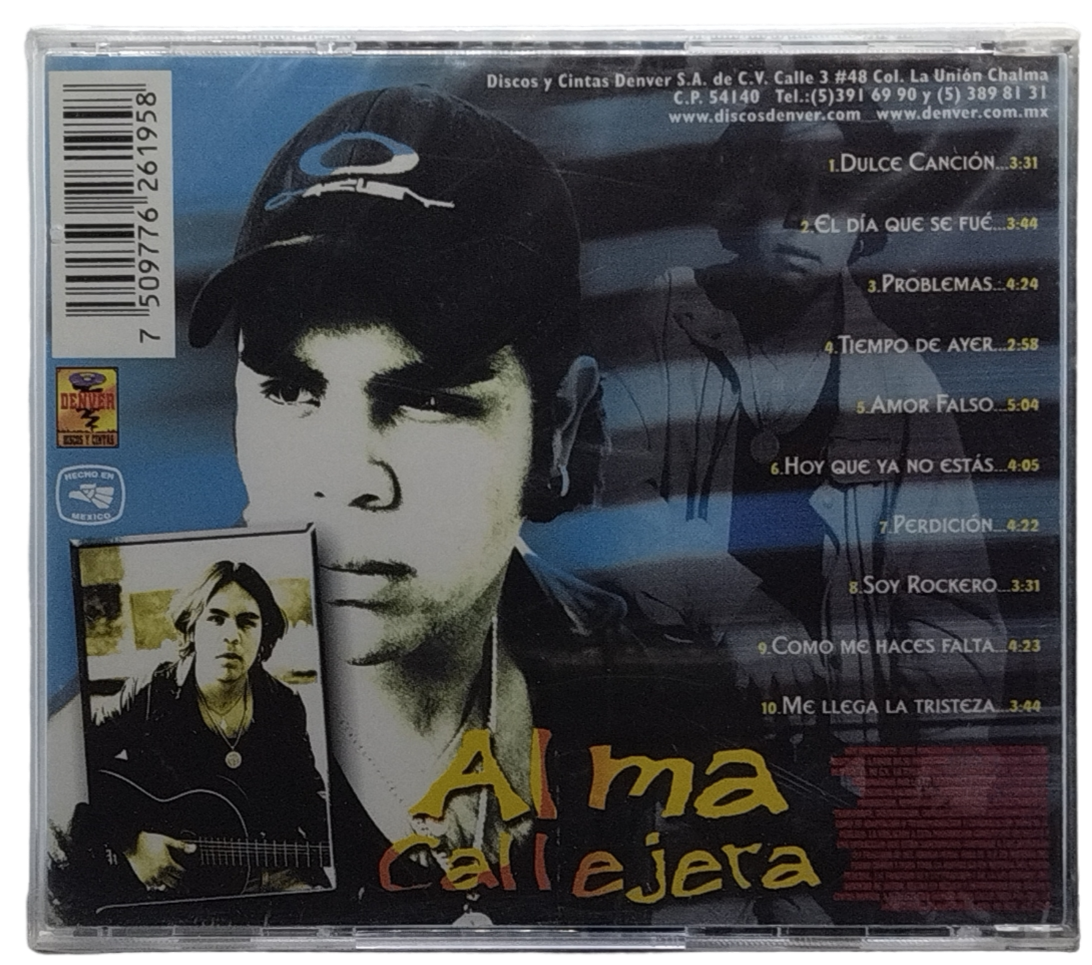 Discos y Cintas Denver S.A. de C.V. Calle 3 #48 Col. La Unión Chalma
C.P. 54140 Tel.:(5)391 69 90 y (5) 389 81 31
www.discosdenver.com www.denver.com.mx
7 509776 261958
DENVER
DISCOS Y CINTAS
HECHO EN
MEXICO
1.Dulce Canción...3:31
2.El día que se fué...3:44
3.Problemas...4:24
4.Tiempo de ayer...2:58
5.Amor Falso...5:04
6.Hoy que ya no estás...4:05
7.Perdición...4:22
8.Soy Rockero...3:31
9.Como me haces falta...4:23
10.Me llega la tristeza...3:44
Alma
Callejera